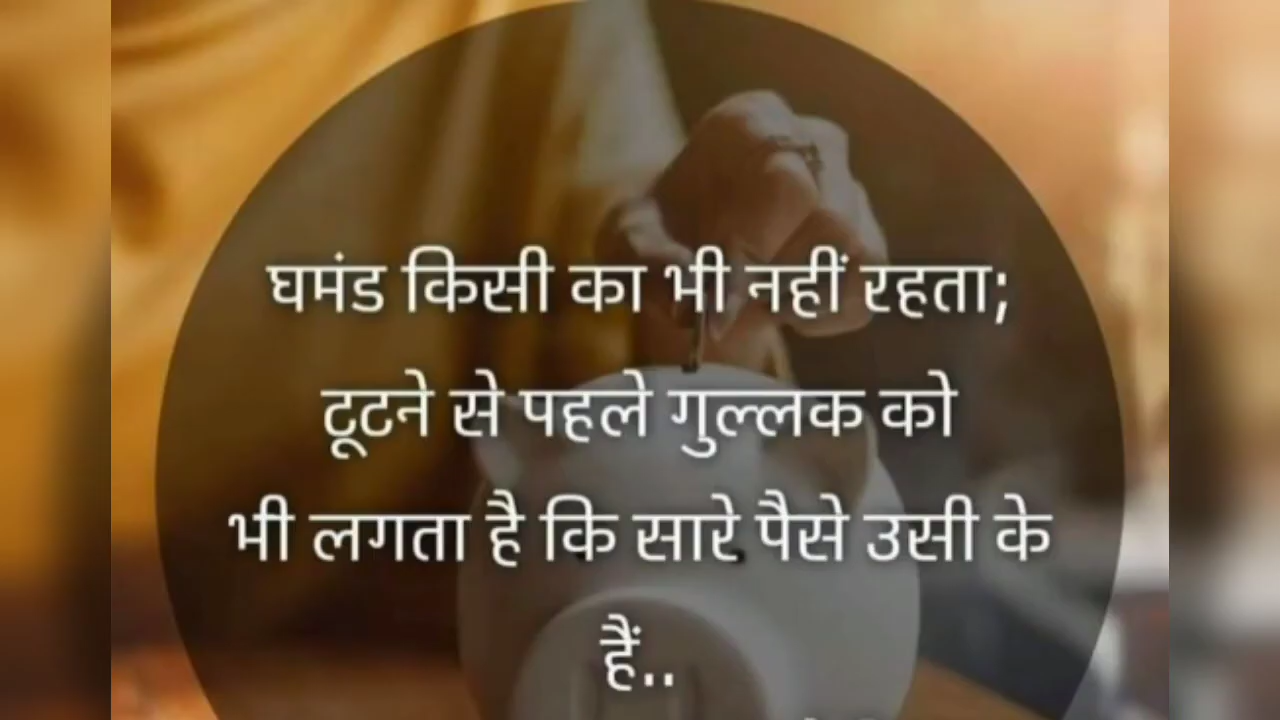 घमंड किसी का भी नहीं रहता;
टूटने से पहले गुल्लक को
भी लगता है कि सारे पैसे उसी के
हैं..